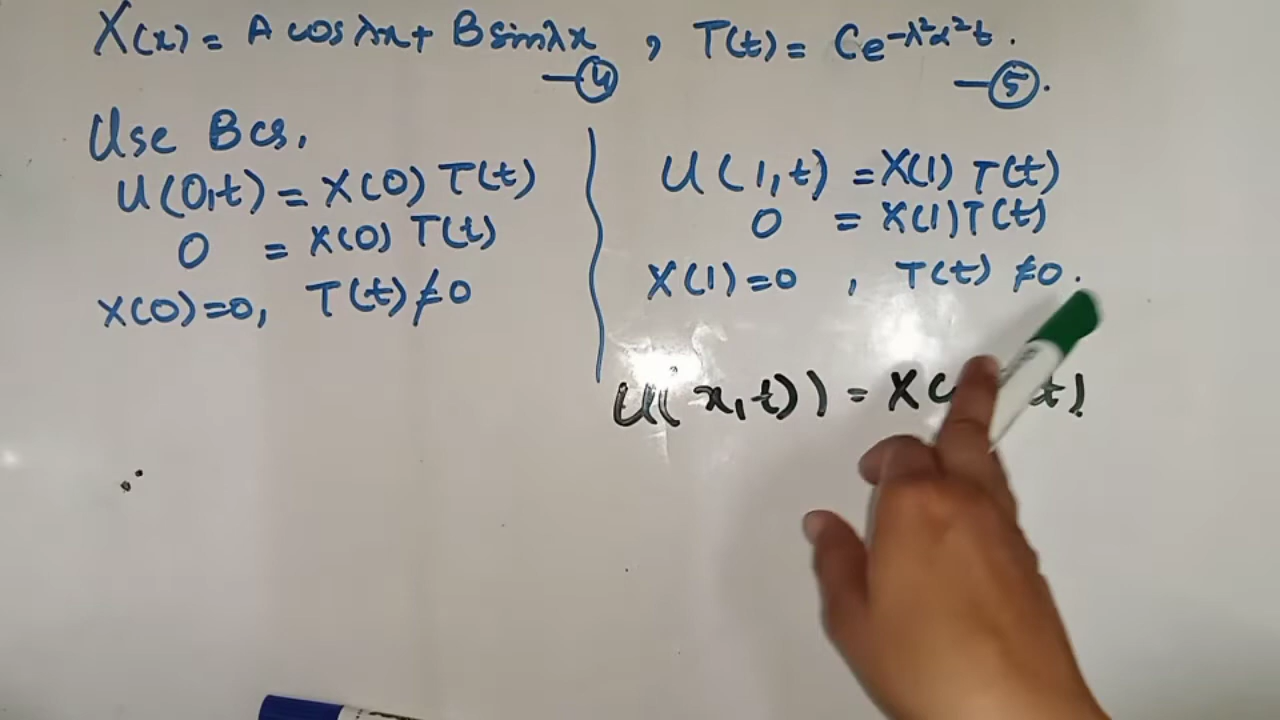 X(x) = A cos λx + B sin λx , T(t) = Ce^-λ²α²t .
—④ —⑤.
Use Bcs.
U(0,t) = X(0) T(t)
0 = X(0) T(t)
X(0)=0, T(t)≠0
U(1,t) = X(1) T(t)
0 = X(1)T(t)
X(1)=0 , T(t) ≠0.
U(x,t)) = X( t)